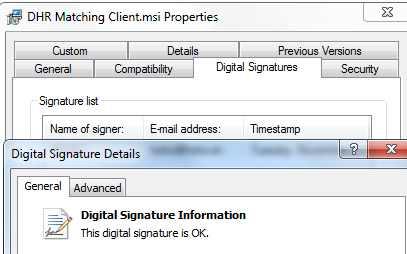 DHR Matching Client.msi Properties
Custom Details Previous Versions
General Compatibility Digital Signatures Security
Signature list
Name of signer: E-mail address: Timestamp
Digital Signature Details
General Advanced
Digital Signature Information
This digital signature is OK.